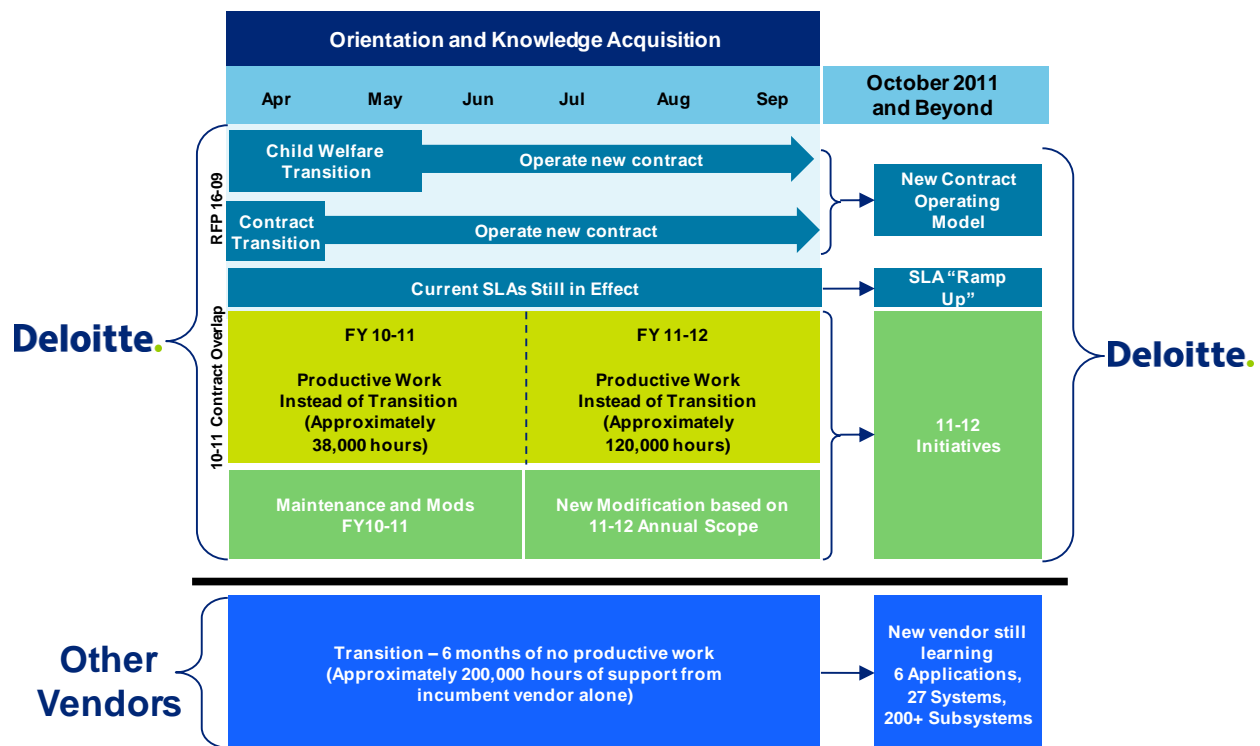 Orientation and Knowledge Acquisition
Apr May Jun Jul Aug Sep
October 2011
and Beyond
RFP 16-09
Child Welfare
Transition
Operate new contract
Contract
Transition
Operate new contract
New Contract
Operating
Model
Current SLAs Still in Effect
SLA “Ramp
Up”
Deloitte.
10-11 Contract Overlap
FY 10-11
Productive Work
Instead of Transition
(Approximately
38,000 hours)
FY 11-12
Productive Work
Instead of Transition
(Approximately
120,000 hours)
11-12
Initiatives
Deloitte.
Maintenance and Mods
FY10-11
New Modification based on
11-12 Annual Scope
Other
Vendors
Transition – 6 months of no productive work
(Approximately 200,000 hours of support from
incumbent vendor alone)
New vendor still
learning
6 Applications,
27 Systems,
200+ Subsystems